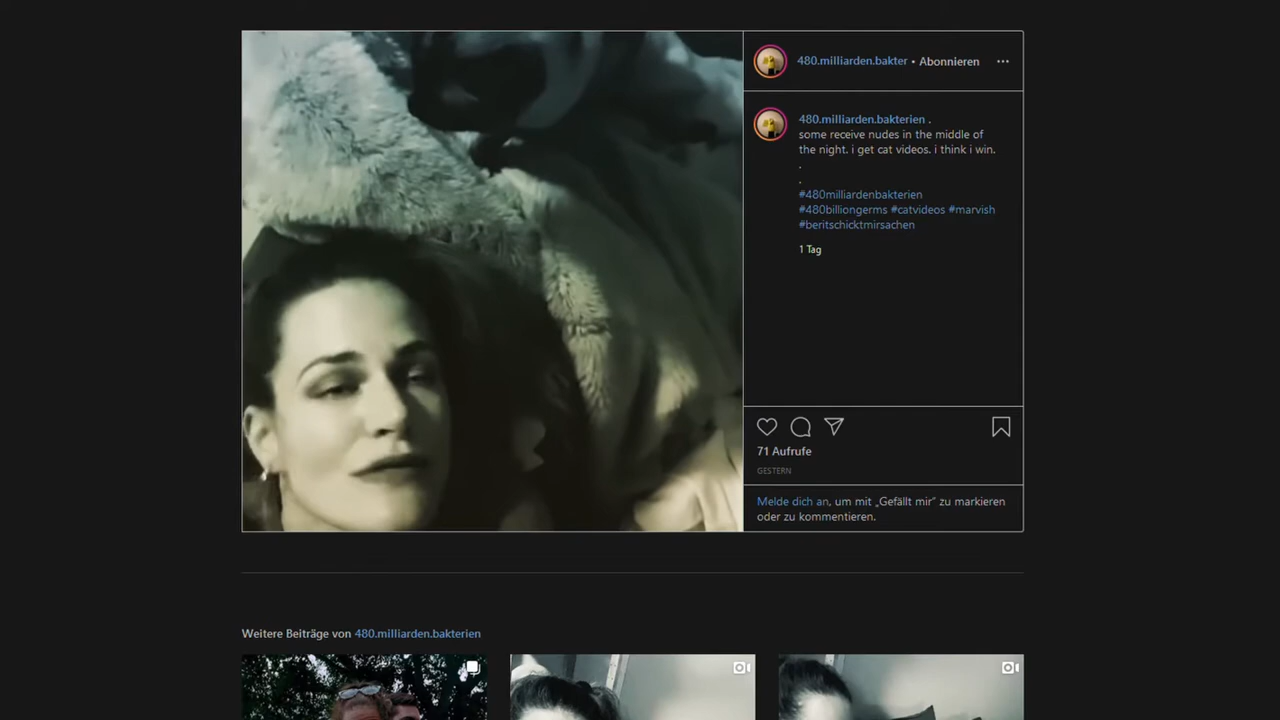 480.milliarden.bakter • Abonnieren
480.milliarden.bakterien .
some receive nudes in the middle of
the night. i get cat videos. i think i win.
.
.
#480milliardenbakterien
#480billiongerms #catvideos #marvish
#beritschicktmirsachen
1 Tag
71 Aufrufe
GESTERN
Melde dich an, um mit „Gefällt mir“ zu markieren
oder zu kommentieren.
Weitere Beiträge von 480.milliarden.bakterien